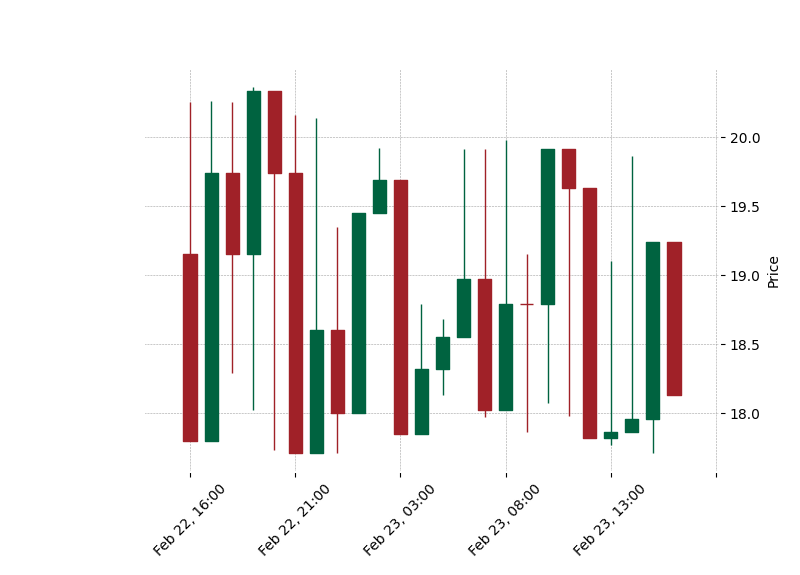 20.0
19.5
19.0
18.5
18.0
Price
Feb 22, 16:00
Feb 22, 21:00
Feb 23, 03:00
Feb 23, 08:00
Feb 23, 13:00